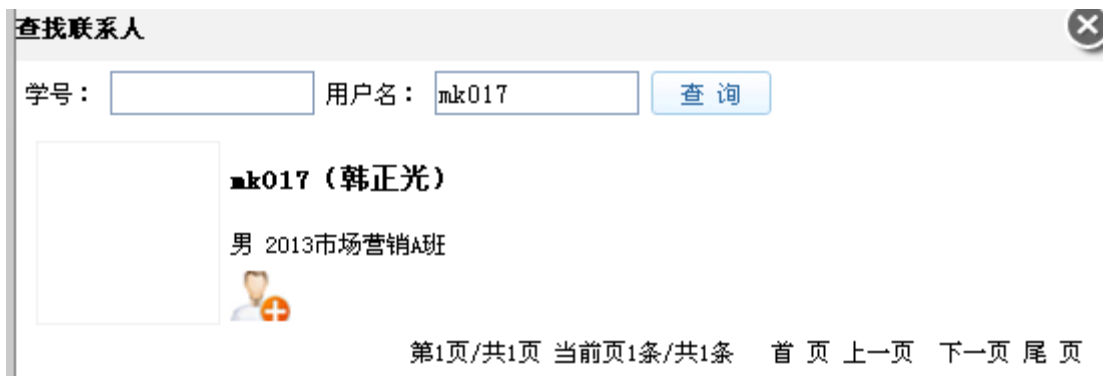 查找联系人
学号： 用户名： mk017 查 询
mk017（韩正光）
男 2013市场营销A班
第1页/共1页 当前页1条/共1条 首 页 上一页 下一页 尾 页